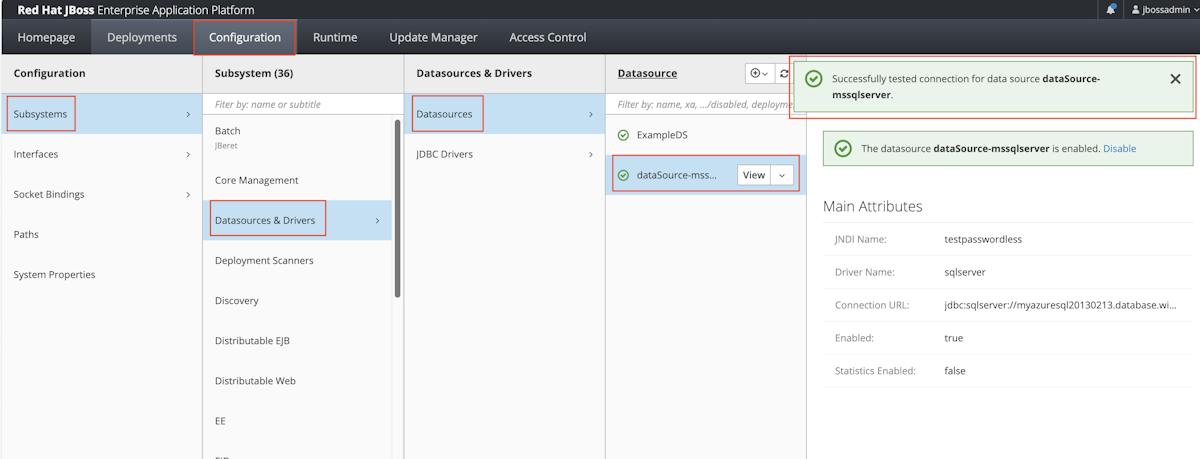 Red Hat JBoss Enterprise Application Platform
jbossadmin
Homepage
Deployments
Configuration
Runtime
Update Manager
Access Control
Configuration
Subsystems
Interfaces
Socket Bindings
Paths
System Properties
Subsystem (36)
Fiter by: name or subtitle
Batch
JBeret
Core Management
Datasources & Drivers
Deployment Scanners
Discovery
Distributable EJB
Distributable Web
EE
Datasources & Drivers
Datasources
JDBC Drivers
Datasource
Filter by: name, xa, .../disabled, deployme
ExampleDS
dataSource-mss...
View
Successfully tested connection for data source dataSource-
mssqlserver.
The datasource dataSource-mssqlserver is enabled. Disable
Main Attributes
JNDI Name: testpasswordless
Driver Name: sqlserver
Connection URL: jdbc:sqlserver://myazuresql20130213.database.wi...
Enabled: true
Statistics Enabled: false